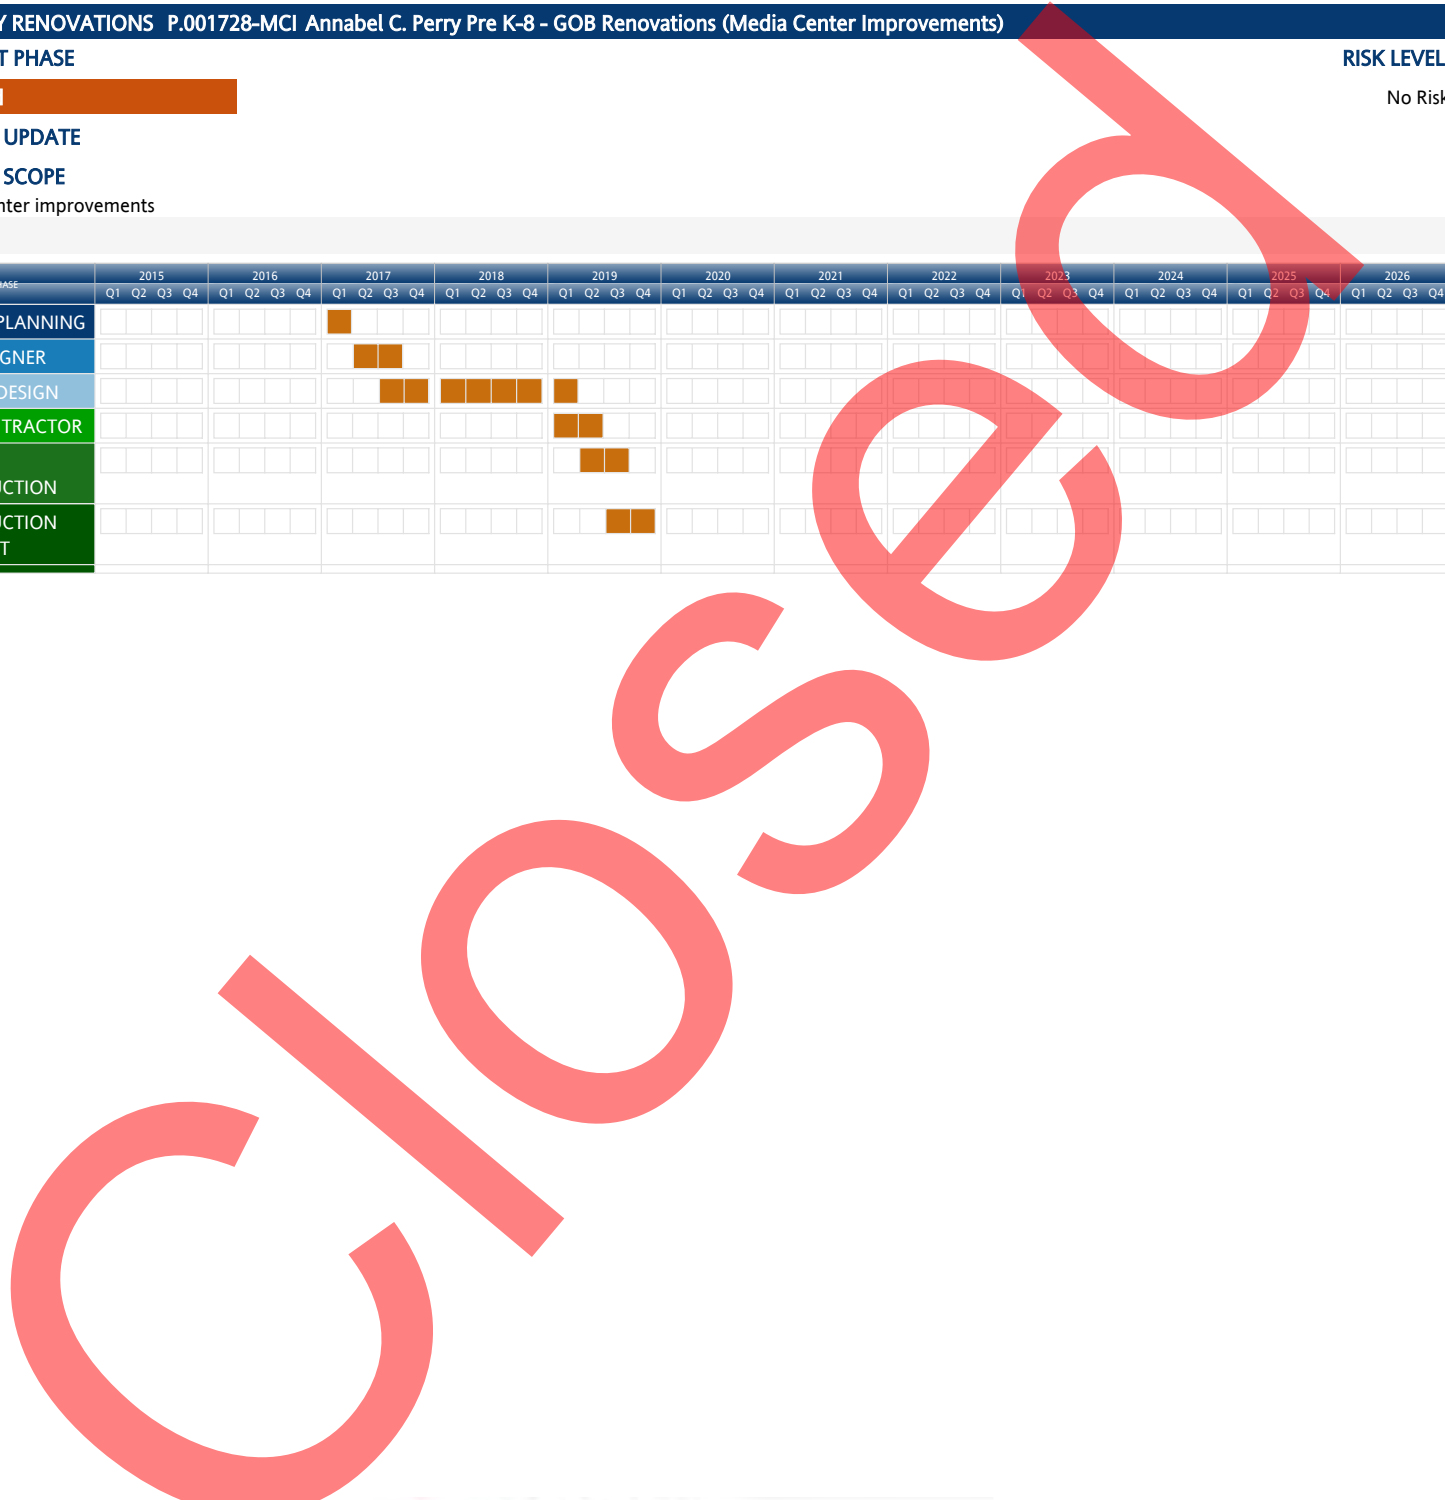 Y RENOVATIONS P.001728-MCI Annabel C. Perry Pre K-8 - GOB Renovations (Media Center Improvements)
T PHASE RISK LEVEL
No Risk
UPDATE
SCOPE
nter improvements
2015 2016 2017 2018 2019 2020 2021 2022 2023 2024 2025 2026
HASE
Q1 Q2 Q3 Q4 Q1 Q2 Q3 Q4 Q1 Q2 Q3 Q4 Q1 Q2 Q3 Q4 Q1 Q2 Q3 Q4 Q1 Q2 Q3 Q4 Q1 Q2 Q3 Q4 Q1 Q2 Q3 Q4 Q1 Q2 Q3 Q4 Q1 Q2 Q3 Q4 Q1 Q2 Q3 Q4 Q1 Q2 Q3 Q4
PLANNING
GNER
DESIGN
TRACTOR
UCTION
UCTION
T
Closed